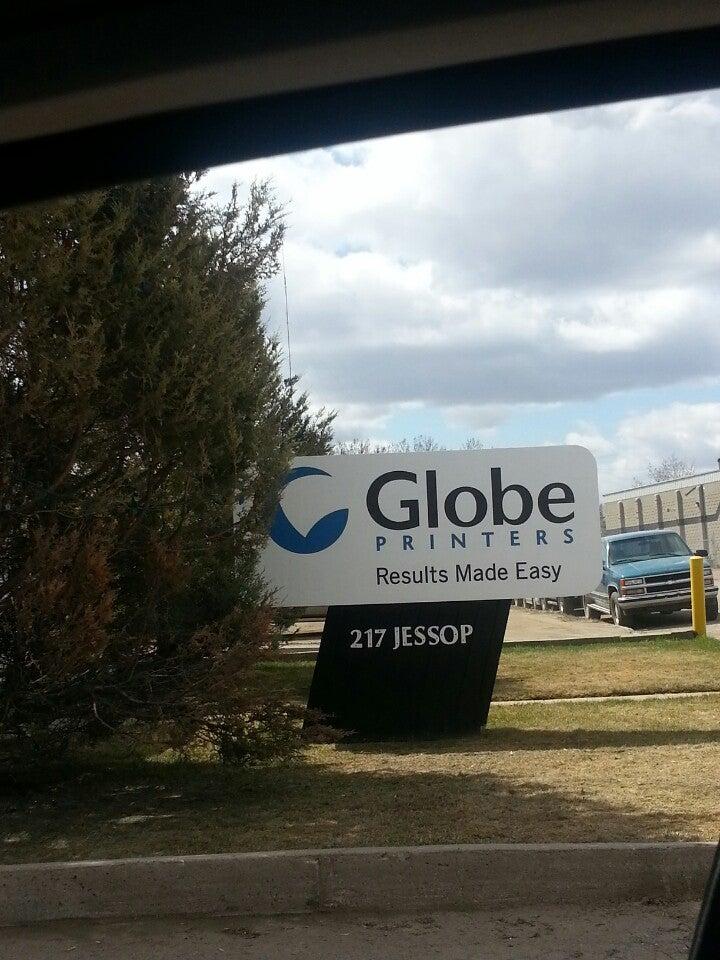 Globe
PRINTERS
Results Made Easy
217 JESSOP